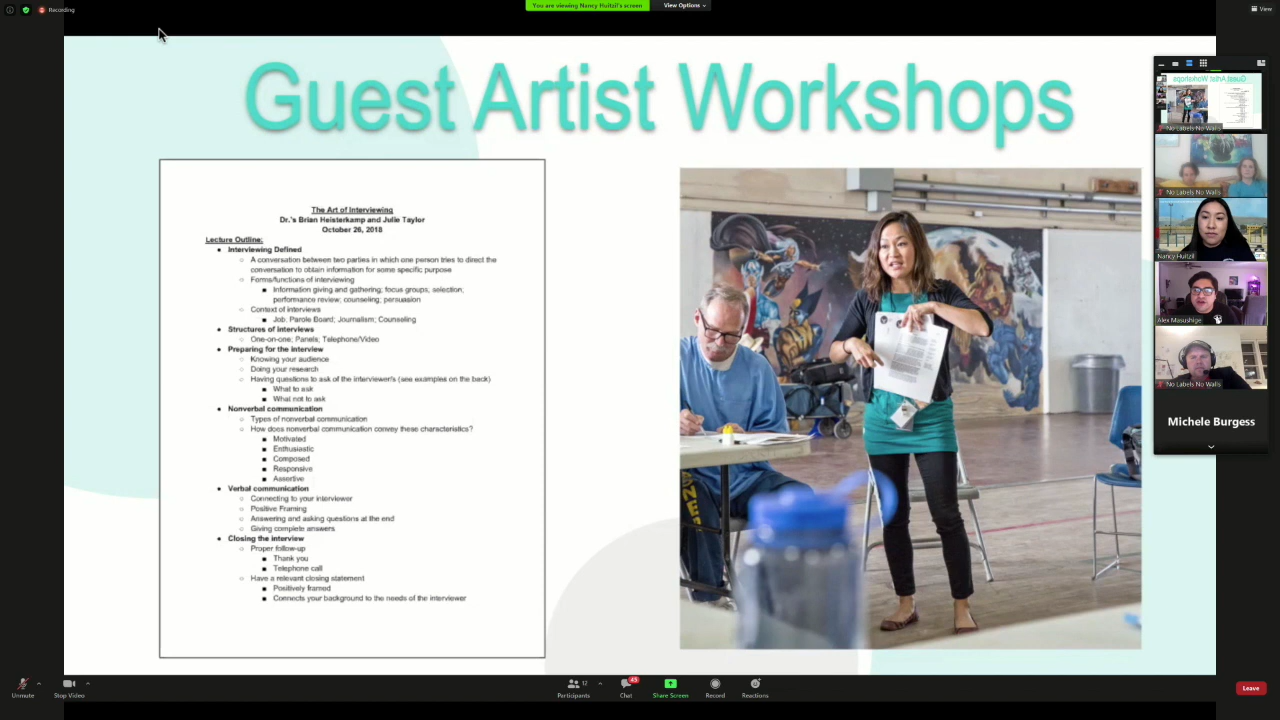 Recording
You are viewing Nancy Huitzil's screen
View Options
View
Guest Artist Workshops
The Art of Interviewing
Dr.'s Brian Heisterkamp and Julie Taylor
October 26, 2018
Lecture Outline:
Interviewing Defined
A conversation between two parties in which one person tries to direct the
conversation to obtain information for some specific purpose
Forms/functions of interviewing
Information giving and gathering; focus groups; selection;
performance review; counseling; persuasion
Context of interviews
Job, Parole Board; Journalism; Counseling
Structures of interviews
One-on-one; Panels; Telephone/Video
Preparing for the interview
Knowing your audience
Doing your research
Having questions to ask of the interviewer/s (see examples on the back)
What to ask
What not to ask
Nonverbal communication
Types of nonverbal communication
How does nonverbal communication convey these characteristics?
Motivated
Enthusiastic
Composed
Responsive
Assertive
Verbal communication
Connecting to your interviewer
Positive Framing
Answering and asking questions at the end
Giving complete answers
Closing the interview
Proper follow-up
Thank you
Telephone call
Have a relevant closing statement
Positively framed
Connects your background to the needs of the interviewer
Guest Artist Workshops
No Labels No Walls
No Labels No Walls
Nancy Huitzil
Alex Masushige
No Labels No Walls
Michele Burgess
Unmute
Stop Video
Participants
17
Chat
45
Share Screen
Record
Reactions
Leave